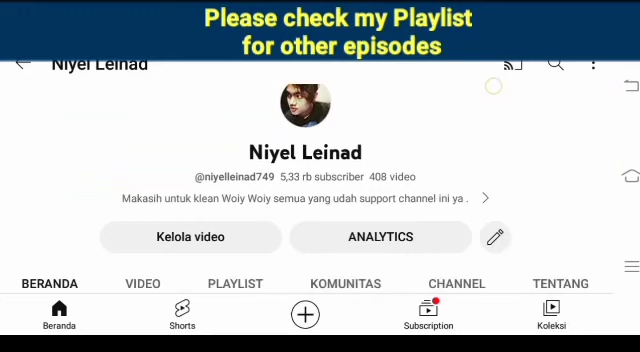 Please check my Playlist
for other episodes
Niyel Leinad
Niyel Leinad
@niyelleinad749 5,33 rb subscriber 408 video
Makasih untuk klean Woiy Woiy semua yang udah support channel ini ya .
Kelola video
ANALYTICS
BERANDA VIDEO PLAYLIST KOMUNITAS CHANNEL TENTANG
Beranda Shorts Subscription Koleksi